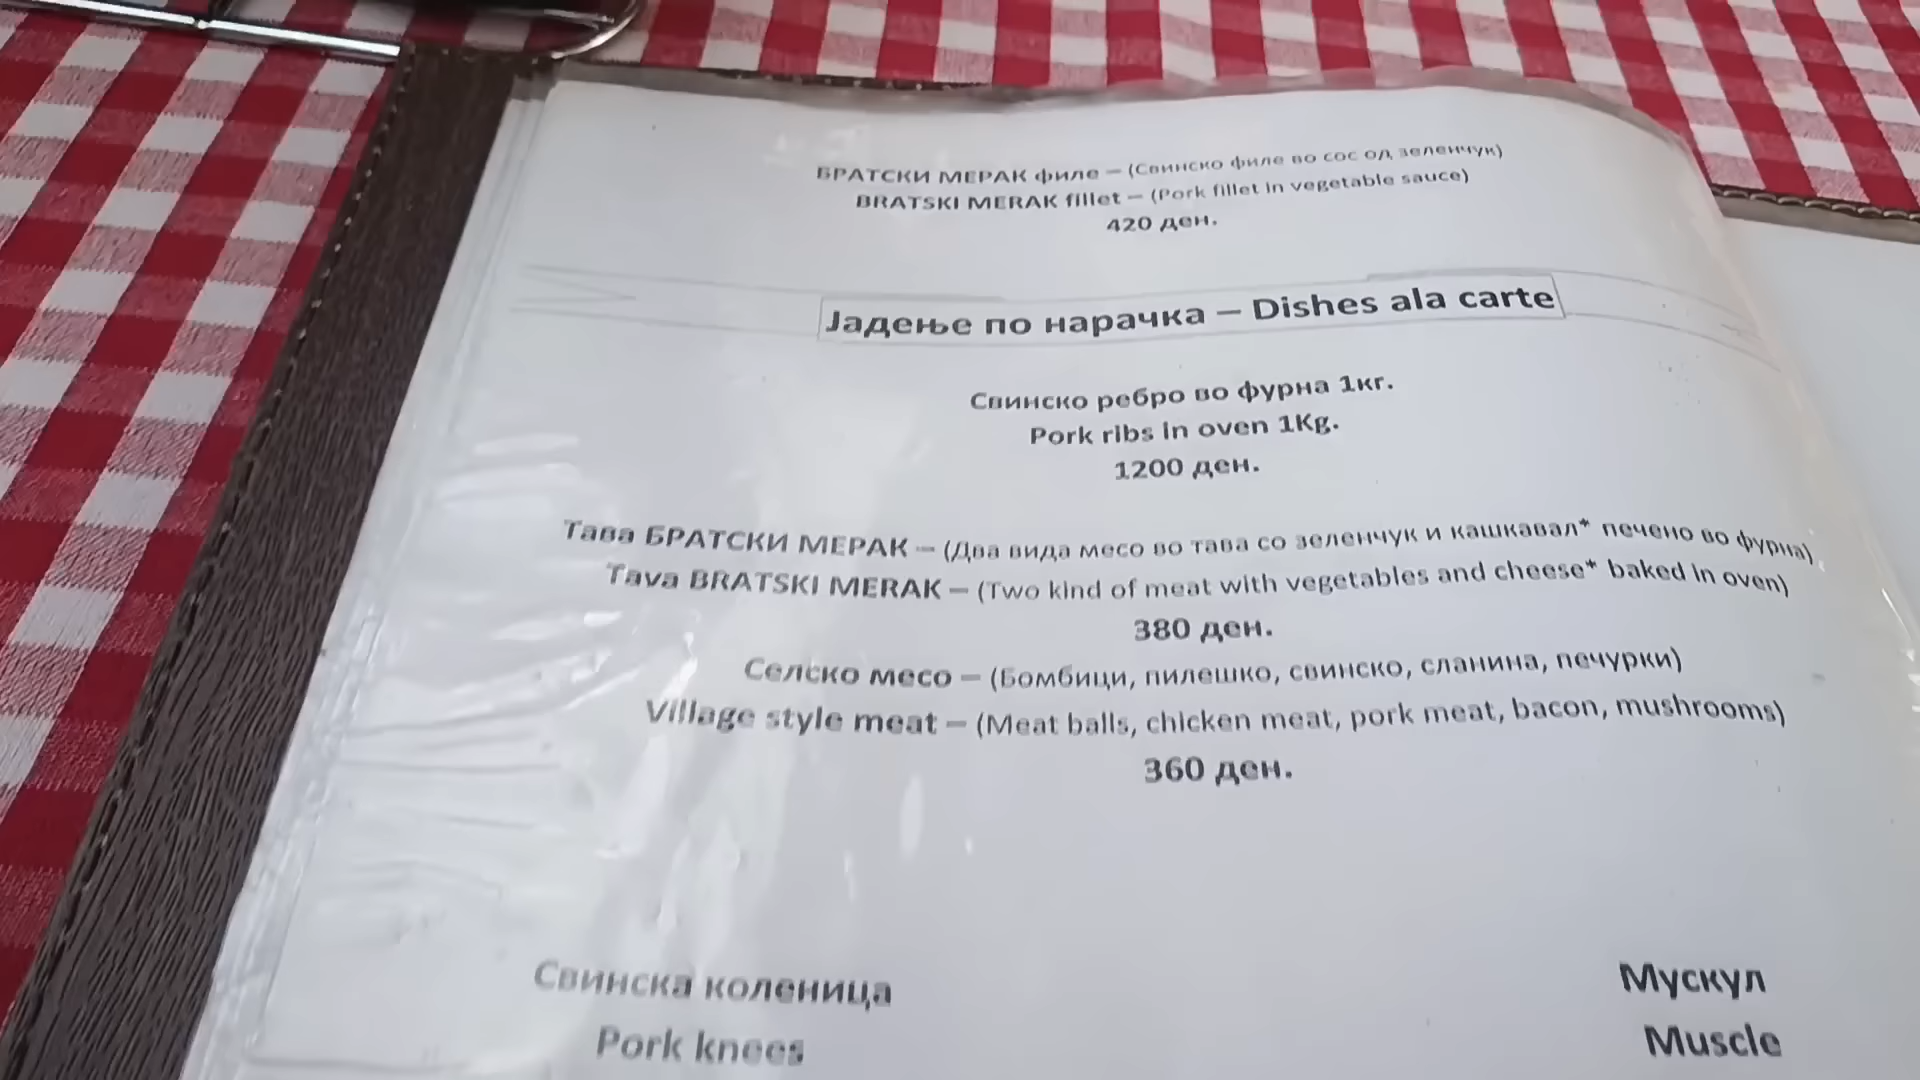 БРАТСКИ МЕРАК филе – (Свинско филе во сос од зеленчук)
BRATSKI MERAK fillet – (Pork fillet in vegetable sauce)
420 ден.
Јадење по нарачка – Dishes ala carte
Свинско ребро во фурна 1кг.
Pork ribs in oven 1Kg.
1200 ден.
Тава БРАТСКИ МЕРАК – (Два вида месо во тава со зеленчук и кашкавал* печено во фурна)
Tava BRATSKI MERAK – (Two kind of meat with vegetables and cheese* baked in oven)
380 ден.
Селско месо – (Бомбици, пилешко, свинско, сланина, печурки)
Village style meat – (Meat balls, chicken meat, pork meat, bacon, mushrooms)
360 ден.
Свинска коленица Мускул
Pork knees Muscle